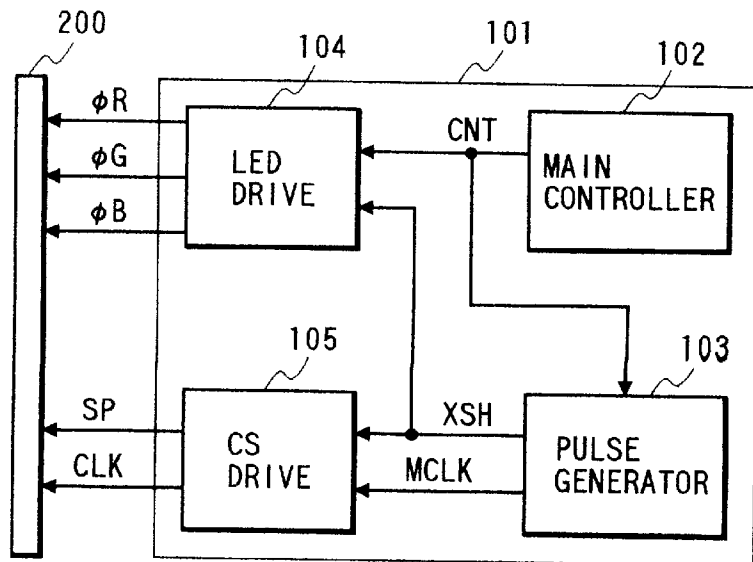 200
101
104
102
φR
φG
φB
LED
DRIVE
CNT
MAIN
CONTROLLER
105
103
SP
CLK
CS
DRIVE
XSH
MCLK
PULSE
GENERATOR